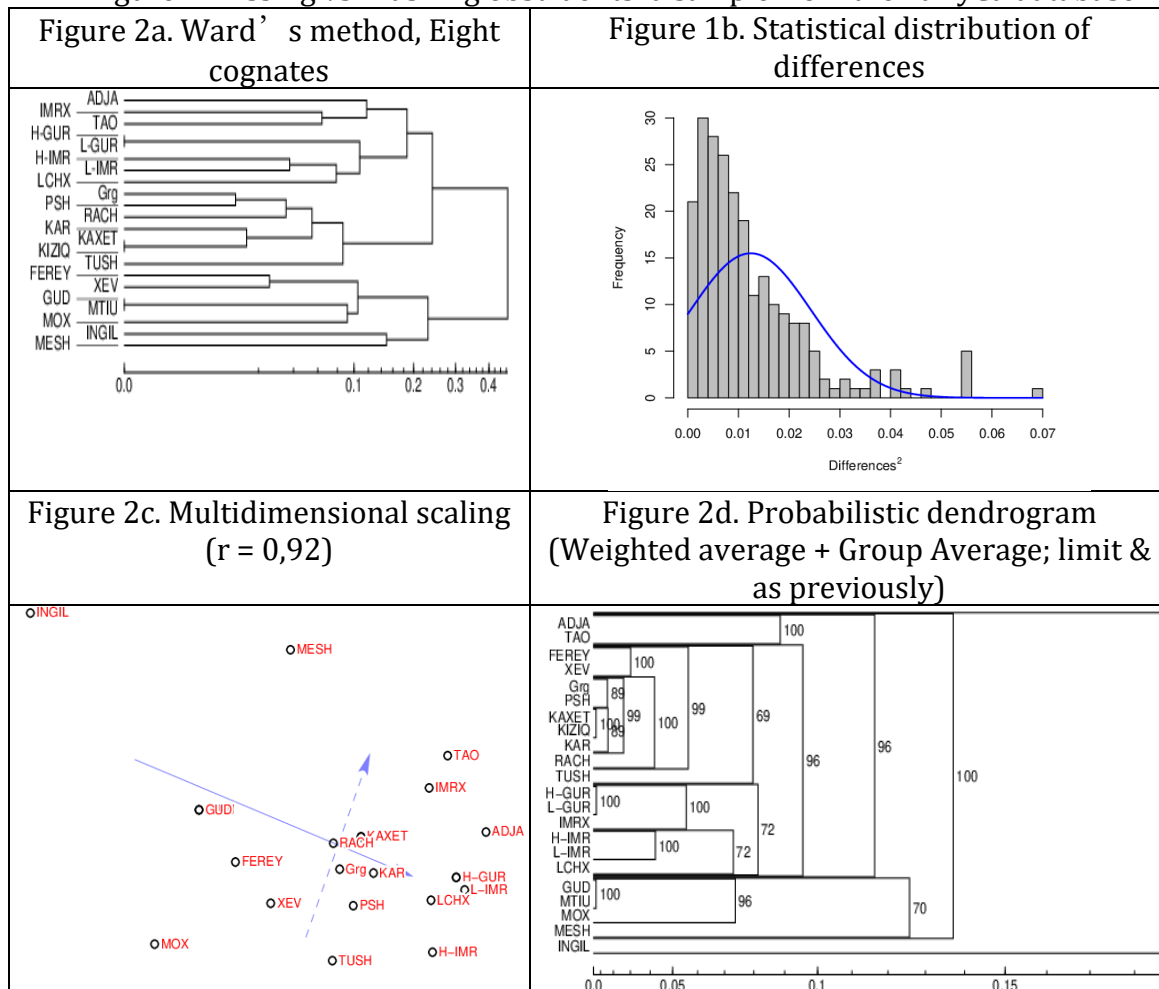 Figure 2a. Ward’s method, Eight
cognates
ADJA
IMRX
TAO
H-GUR
L-GUR
H-IMR
L-IMR
LCHX
Grg
PSH
RACH
KAR
KAXET
KIZIQ
TUSH
FEREY
XEV
GUD
MTIU
MOX
INGIL
MESH
0.0 0.1 0.2 0.3 0.4
Figure 1b. Statistical distribution of
differences
Frequency
30
25
20
15
10
5
0
0.00 0.01 0.02 0.03 0.04 0.05 0.06 0.07
Differences²
Figure 2c. Multidimensional scaling
(r = 0,92)
INGIL
MESH
TAO
IMRX
GUD
ADJA
KAXET
RACH
FEREY
Grg
KAR
H-GUR
L-IMR
LCHX
XEV
PSH
MOX
H-IMR
TUSH
Figure 2d. Probabilistic dendrogram
(Weighted average + Group Average; limit &
as previously)
ADJA
TAO
FEREY
XEV
Grg
PSH
KAXET
KIZIQ
KAR
RACH
TUSH
H−GUR
L−GUR
IMRX
H−IMR
L−IMR
LCHX
GUD
MTIU
MOX
MESH
INGIL
100
100
89
99
100
89
100
99
69
96
96
100
100
100
72
100
72
100
96
70
0.0 0.05 0.1 0.15